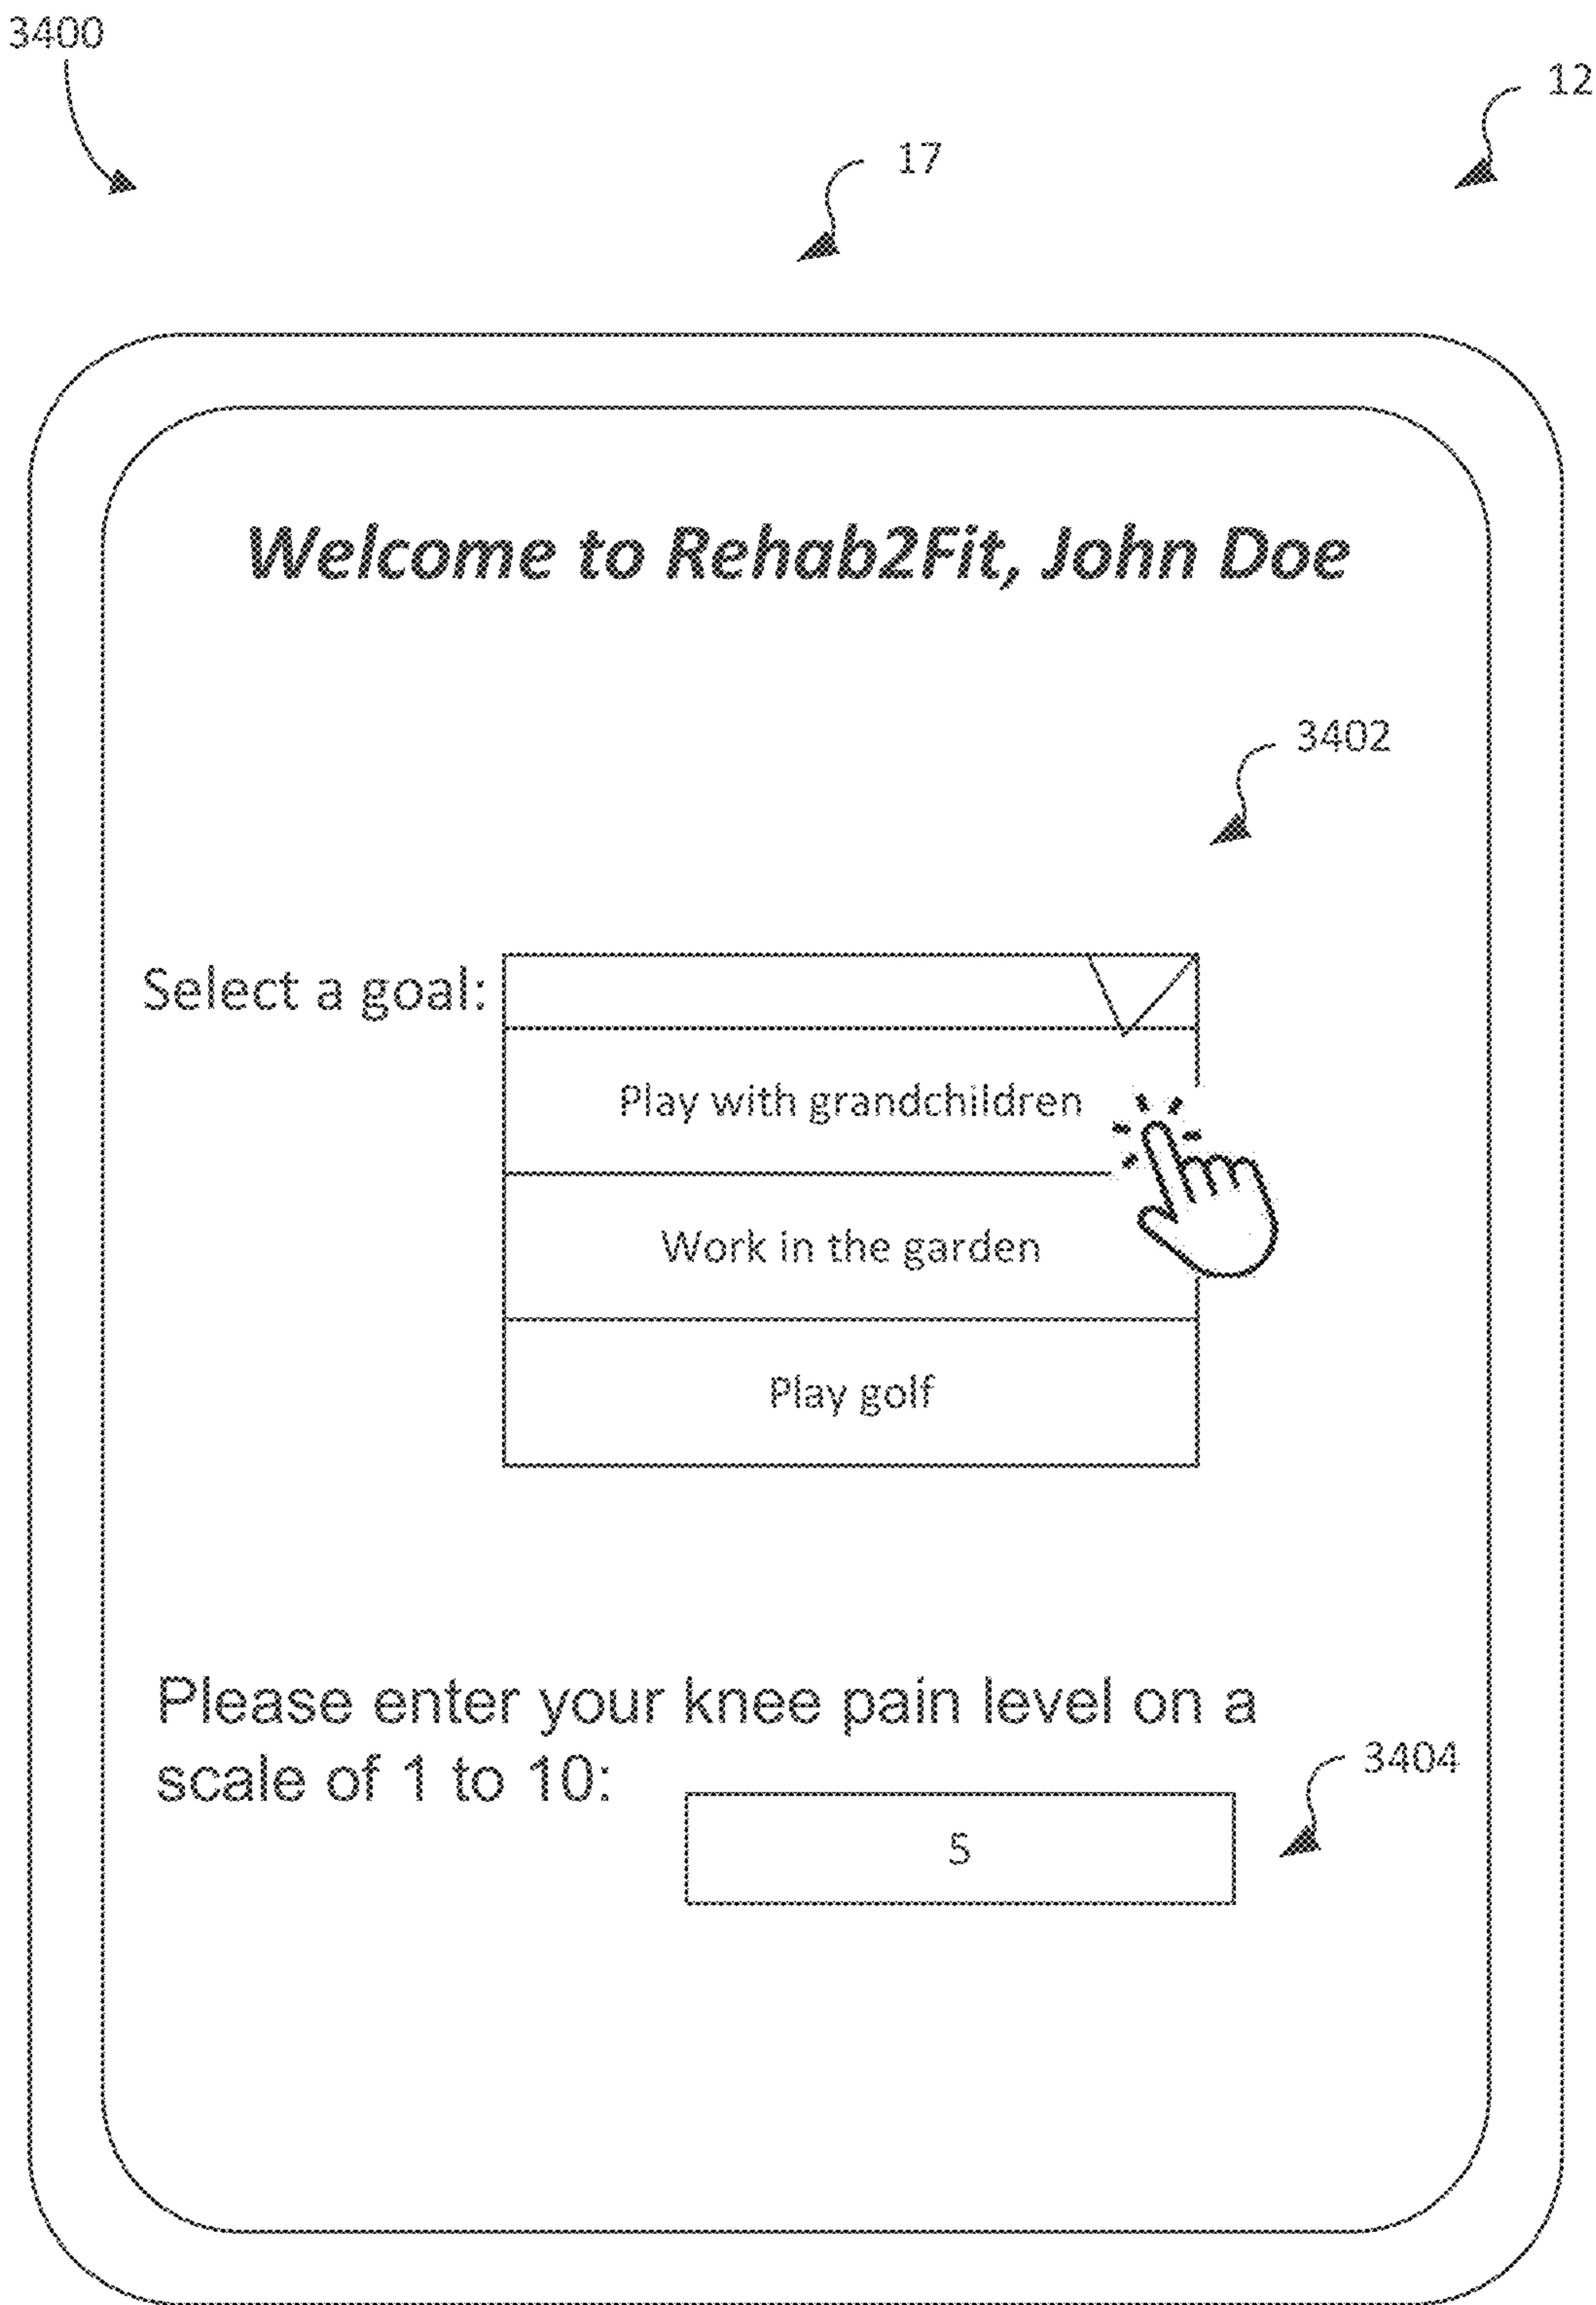 3400
12
17
Welcome to Rehab2Fit, John Doe
3402
Select a goal:
Play with grandchildren
Work in the garden
Play golf
Please enter your knee pain level on a
scale of 1 to 10:
3404
5